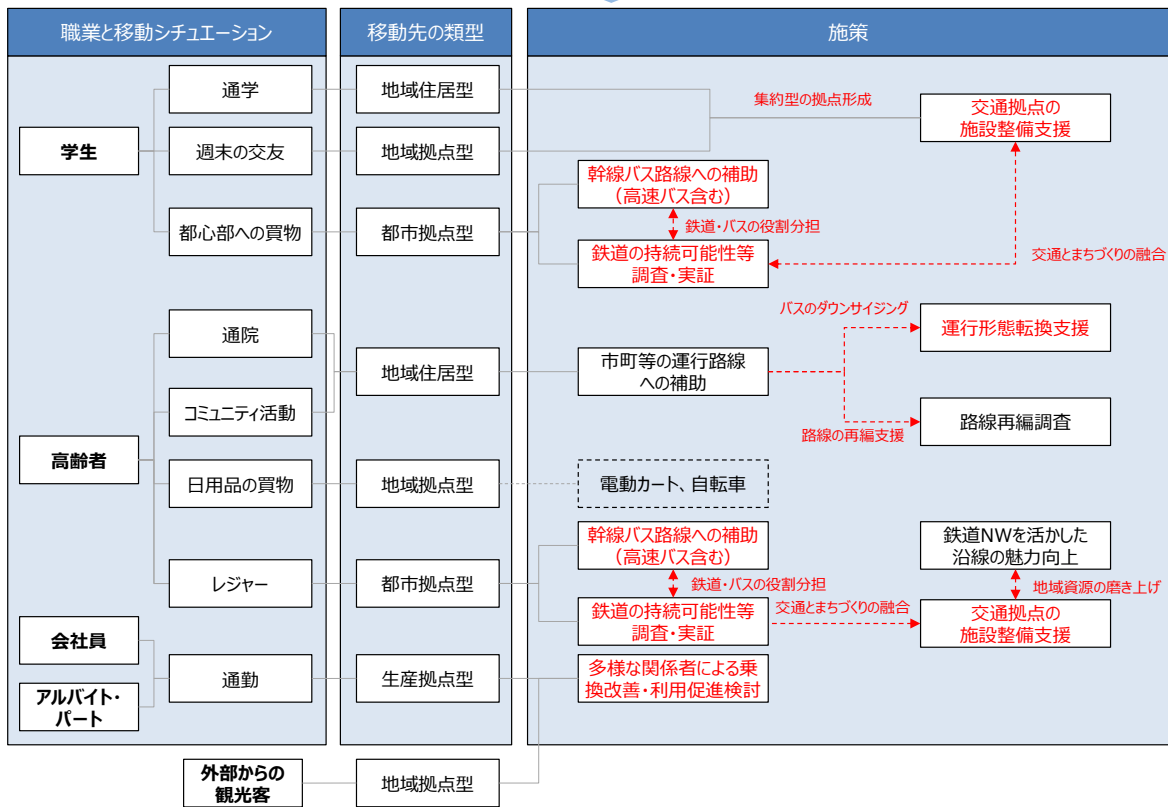 職業と移動シチュエーション
移動先の類型
施策
学生
通学
週末の交友
都心部への買物
地域住居型
地域拠点型
都市拠点型
集約型の拠点形成
交通拠点の
施設整備支援
幹線バス路線への補助
（高速バス含む）
鉄道・バスの役割分担
鉄道の持続可能性等
調査・実証
交通とまちづくりの融合
高齢者
通院
コミュニティ活動
日用品の買物
レジャー
地域住居型
地域拠点型
都市拠点型
市町等の運行路線
への補助
バスのダウンサイジング
運行形態転換支援
路線の再編支援
路線再編調査
電動カート、自転車
幹線バス路線への補助
（高速バス含む）
鉄道・バスの役割分担
鉄道の持続可能性等
調査・実証
交通とまちづくりの融合
鉄道NWを活かした
沿線の魅力向上
地域資源の磨き上げ
交通拠点の
施設整備支援
会社員
アルバイト・
パート
通勤
生産拠点型
多様な関係者による乗
換改善・利用促進検討
外部からの
観光客
地域拠点型